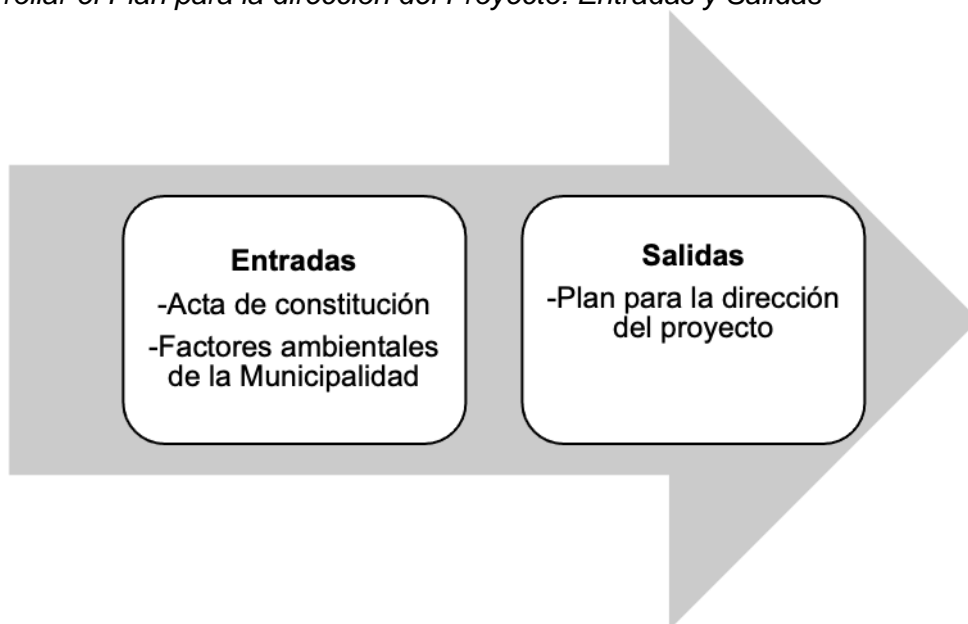 el Plan para la dirección del Proyecto: Entradas y Salidas
Entradas
-Acta de constitución
-Factores ambientales
de la Municipalidad
Salidas
-Plan para la dirección
del proyecto